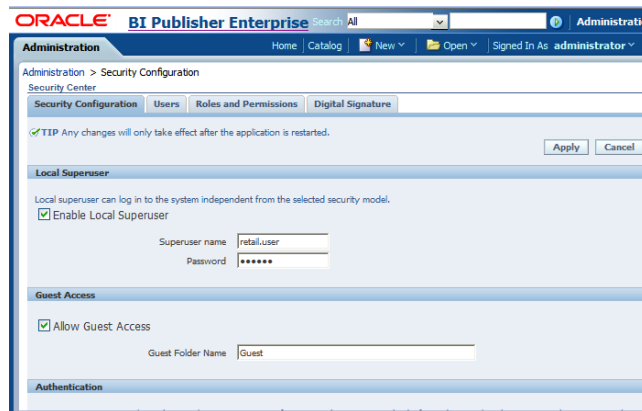 ORACLE BI Publisher Enterprise Search All Administrati
Administration Home Catalog New Open Signed In As administrator
Administration > Security Configuration
Security Center
Security Configuration Users Roles and Permissions Digital Signature
TIP Any changes will only take effect after the application is restarted.
Apply Cancel
Local Superuser
Local superuser can log in to the system independent from the selected security model.
Enable Local Superuser
Superuser name retail.user
Password ••••••
Guest Access
Allow Guest Access
Guest Folder Name Guest
Authentication